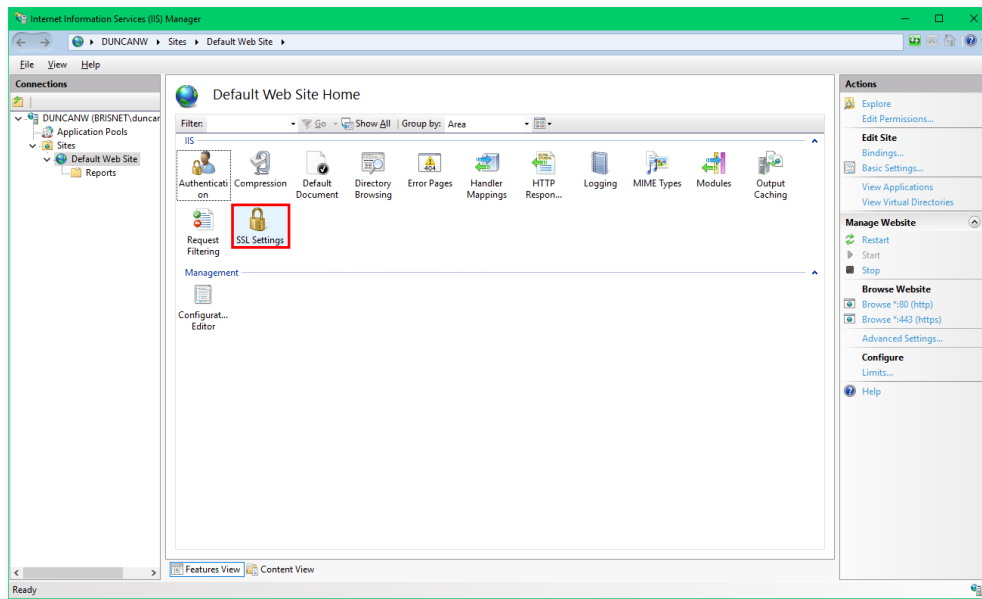 Internet Information Services (IIS) Manager
DUNCANW Sites Default Web Site
File View Help
Connections
DUNCANW (BRISNET\duncar
Application Pools
Sites
Default Web Site
Reports
Default Web Site Home
Filter: Go Show All Group by: Area
IIS
Authenticati
on
Compression
Default
Document
Directory
Browsing
Error Pages
404
Handler
Mappings
HTTP
Respon...
Logging
MIME Types
Modules
Output
Caching
Request
Filtering
SSL Settings
Management
Configurat...
Editor
Features View Content View
Ready
Actions
Explore
Edit Permissions...
Edit Site
Bindings...
Basic Settings...
View Applications
View Virtual Directories
Manage Website
Restart
Start
Stop
Browse Website
Browse *:80 (http)
Browse *:443 (https)
Advanced Settings...
Configure
Limits...
Help